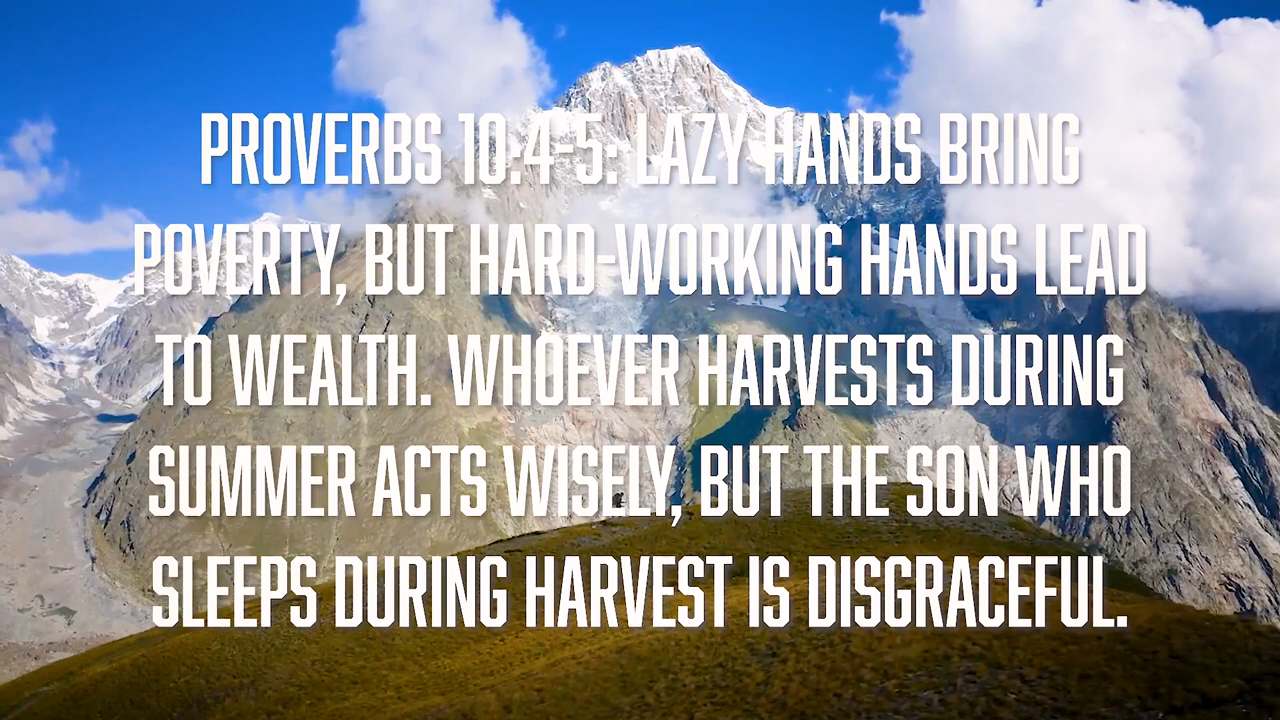 PROVERBS 10:4-5: LAZY HANDS BRING
POVERTY, BUT HARD-WORKING HANDS LEAD
TO WEALTH. WHOEVER HARVESTS DURING
SUMMER ACTS WISELY, BUT THE SON WHO
SLEEPS DURING HARVEST IS DISGRACEFUL.